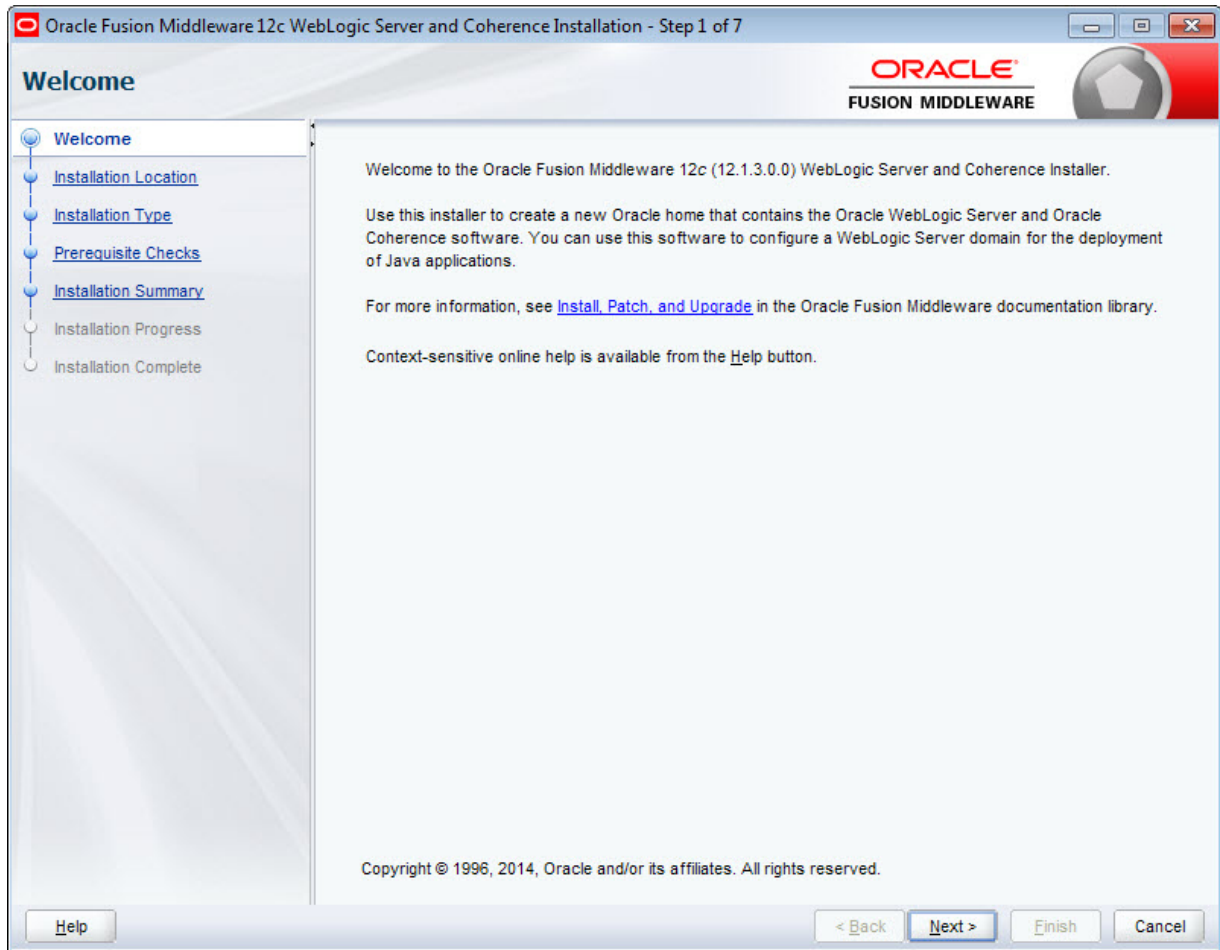 Oracle Fusion Middleware 12c WebLogic Server and Coherence Installation - Step 1 of 7
Welcome
ORACLE®
FUSION MIDDLEWARE
Welcome
Installation Location
Installation Type
Prerequisite Checks
Installation Summary
Installation Progress
Installation Complete
Welcome to the Oracle Fusion Middleware 12c (12.1.3.0.0) WebLogic Server and Coherence Installer.
Use this installer to create a new Oracle home that contains the Oracle WebLogic Server and Oracle
Coherence software. You can use this software to configure a WebLogic Server domain for the deployment
of Java applications.
For more information, see Install, Patch, and Upgrade in the Oracle Fusion Middleware documentation library.
Context-sensitive online help is available from the Help button.
Copyright © 1996, 2014, Oracle and/or its affiliates. All rights reserved.
Help
< Back
Next >
Finish
Cancel